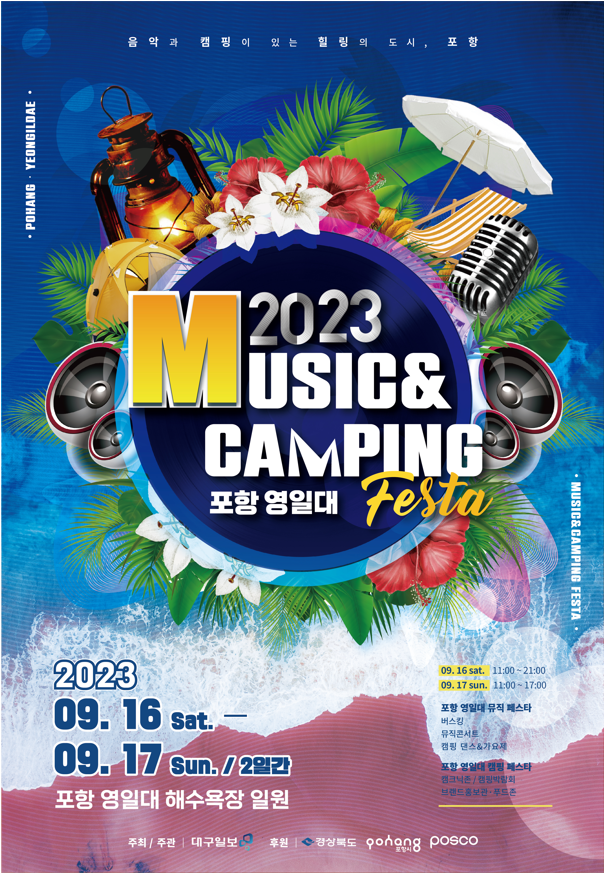 음악과 캠핑이 있는 힐링의 도시, 포항
• POHANG · YEONGILDAE •
2023
MUSIC&
CAMPING
포항 영일대 Festa
• MUSIC&CAMPING FESTA •
2023
09. 16 Sat. —
09. 17 Sun. / 2일간
포항 영일대 해수욕장 일원
09. 16 sat. 11:00 ~ 21:00
09. 17 sun. 11:00 ~ 17:00
포항 영일대 뮤직 페스타
버스킹
뮤직콘서트
캠핑 댄스&가요제
포항 영일대 캠핑 페스타
캠크닉존 / 캠핑박람회
브랜드홍보관 · 푸드존
주최 / 주관 | 대구일보 후원 | 경상북도 pohang 포항시 posco